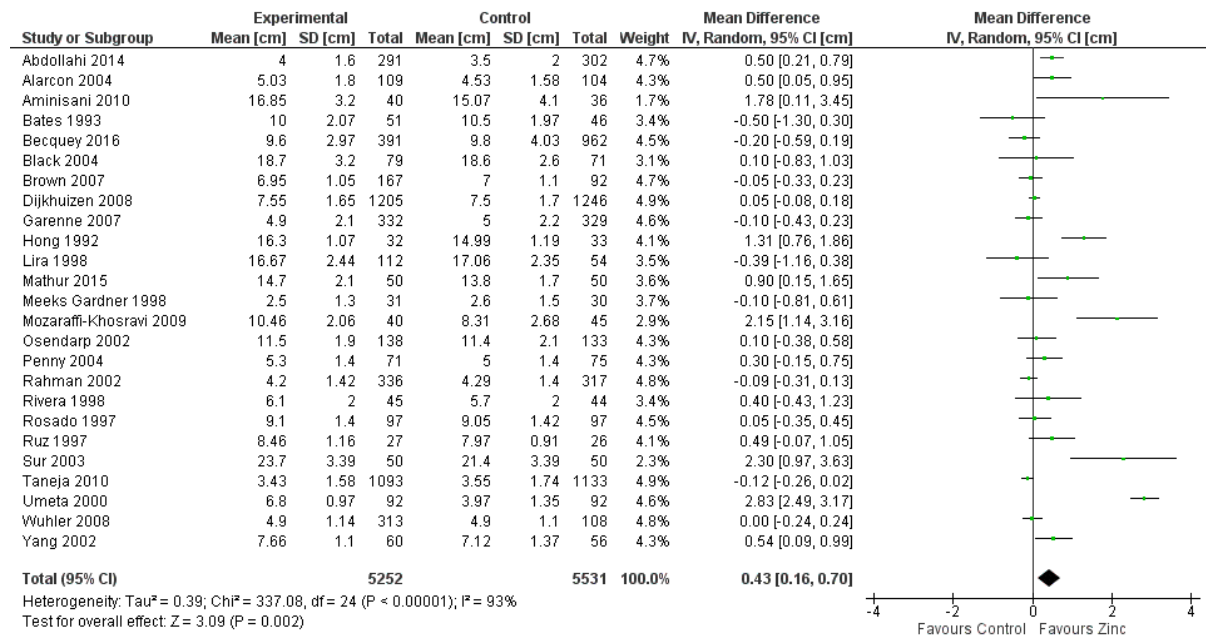 Experimental Control Mean Difference Mean Difference
Study or Subgroup Mean [cm] SD [cm] Total Mean [cm] SD [cm] Total Weight IV, Random, 95% CI [cm] IV, Random, 95% CI [cm]
Abdollahi 2014 4 1.6 291 3.5 2 302 4.7% 0.50 [0.21, 0.79]
Alarcon 2004 5.03 1.8 109 4.53 1.58 104 4.4% 0.50 [0.05, 0.95]
Aminisani 2010 16.85 3.2 40 15.07 4.1 36 1.7% 1.78 [0.11, 3.45]
Bates 1993 10 2.07 51 10.5 1.97 46 3.4% -0.50 [-1.30, 0.30]
Becquey 2016 9.6 2.97 391 9.8 4.03 962 4.5% -0.20 [-0.59, 0.19]
Black 2004 18.7 3.2 79 18.6 2.6 71 3.1% 0.10 [-0.83, 1.03]
Brown 2007 6.95 1.05 167 7 1.1 92 4.7% -0.05 [-0.33, 0.23]
Dijkhuizen 2008 7.55 1.65 1205 7.5 1.7 1246 4.9% 0.05 [-0.08, 0.18]
Garenne 2007 4.9 2.1 332 5 2.2 329 4.6% -0.10 [-0.43, 0.23]
Hong 1992 16.3 1.07 32 14.99 1.19 33 4.1% 1.31 [0.76, 1.86]
Lira 1998 16.67 2.44 112 17.06 2.35 54 3.5% -0.39 [-1.16, 0.38]
Mathur 2015 14.7 2.1 50 13.8 1.7 50 3.5% 0.90 [0.15, 1.65]
Meeks Gardner 1998 2.5 1.3 31 2.6 1.5 30 3.7% -0.10 [-0.81, 0.61]
Mozaraffi-Khosravi 2009 10.46 2.06 40 8.31 2.68 45 2.9% 2.15 [1.14, 3.16]
Osendarp 2002 11.5 1.9 138 11.4 2.1 133 4.3% 0.10 [-0.38, 0.58]
Penny 2004 5.3 1.4 71 5 1.4 75 4.3% 0.30 [-0.15, 0.75]
Rahman 2002 4.2 1.42 336 4.29 1.4 317 4.8% -0.09 [-0.31, 0.13]
Rivera 1998 6.1 2 45 5.7 2 44 3.4% 0.40 [-0.43, 1.23]
Rosado 1997 9.1 1.4 97 9.05 1.42 97 4.5% 0.05 [-0.35, 0.45]
Ruz 1997 8.46 1.16 27 7.97 0.91 26 4.1% 0.49 [-0.07, 1.05]
Sur 2003 23.7 3.39 50 21.4 3.39 50 2.3% 2.30 [0.97, 3.63]
Taneja 2010 3.43 1.58 1093 3.55 1.74 1133 4.9% -0.12 [-0.26, 0.02]
Umeta 2000 6.8 0.97 92 3.97 1.35 92 4.6% 2.83 [2.49, 3.17]
Wuhler 2008 4.9 1.14 313 4.9 1.1 108 4.8% 0.00 [-0.24, 0.24]
Yang 2002 7.66 1.1 60 7.12 1.37 56 4.3% 0.54 [0.09, 0.99]
Total (95% CI) 5252 5531 100.0% 0.43 [0.16, 0.70]
Heterogeneity: Tau² = 0.39; Chi² = 337.08, df = 24 (P < 0.00001); I² = 93%
Test for overall effect: Z = 3.09 (P = 0.002)
-4 -2 0 2 4
Favours Control Favours Zinc